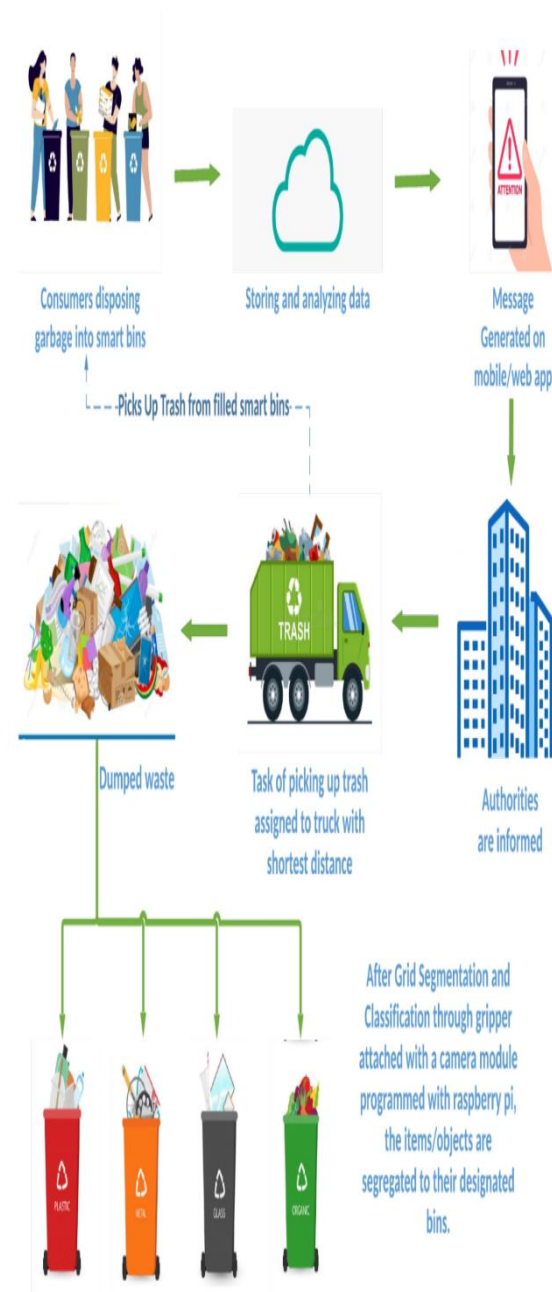 ATTENTION
Consumers disposing
garbage into smart bins
Storing and analyzing data
Message
Generated on
mobile/web app
Picks Up Trash from filled smart bins
TRASH
Dumped waste
Task of picking up trash
assigned to truck with
shortest distance
Authorities
are informed
After Grid Segmentation and
Classification through gripper
attached with a camera module
programmed with raspberry pi,
the items/objects are
segregated to their designated
bins.
PLASTIC
METAL
GLASS
ORGANIC